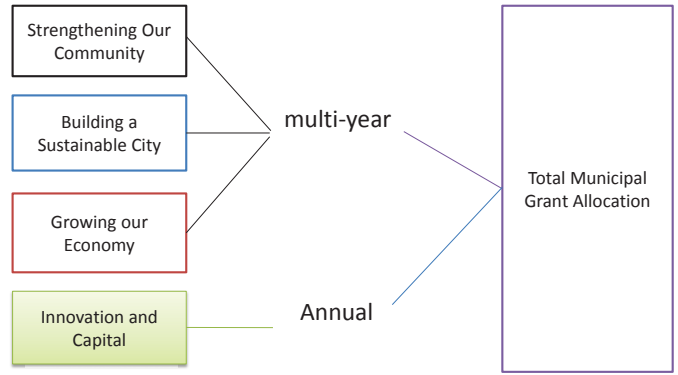 Strengthening Our
Community
Building a
Sustainable City
Growing our
Economy
Innovation and
Capital
multi-year
Annual
Total Municipal
Grant Allocation